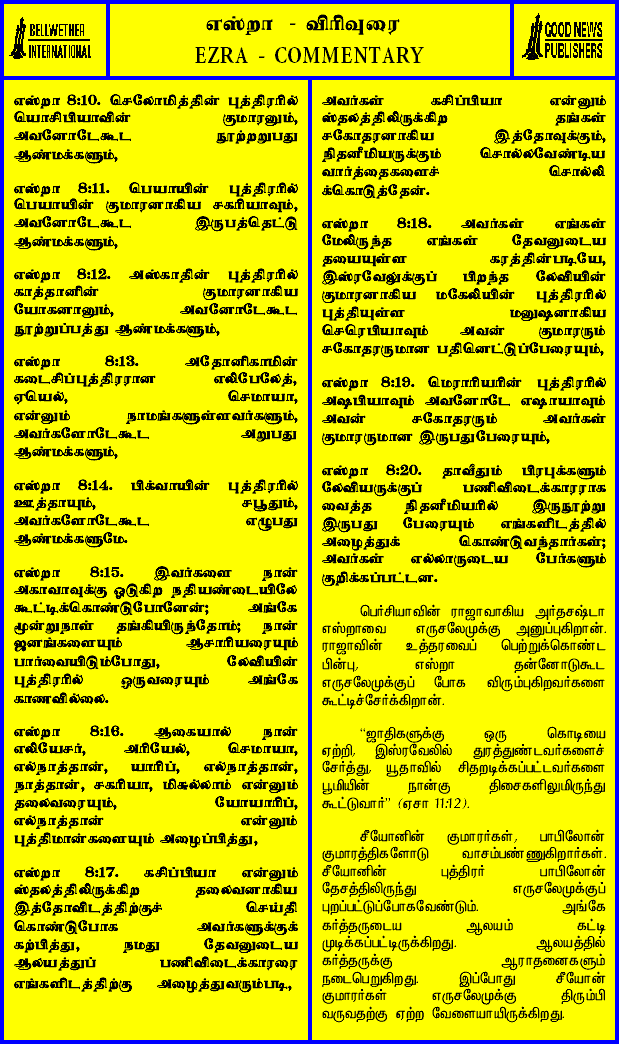 BELLWETHER
INTERNATIONAL
எஸ்றா - விரிவுரை
EZRA - COMMENTARY
GOOD NEWS
PUBLISHERS
எஸ்றா 8:10. செலோமித்தின் புத்திரரில்
யொசிபியாவின் குமாரனும்,
அவனோடேகூட நூற்றறுபது
ஆண்மக்களும்,
எஸ்றா 8:11. பெயாயின் புத்திரரில்
பெயாயின் குமாரனாகிய சகரியாவும்,
அவனோடேகூட இருபத்தெட்டு
ஆண்மக்களும்,
எஸ்றா 8:12. அஸ்காதின் புத்திரரில்
காத்தானின் குமாரனாகிய
யோகனானும், அவனோடேகூட
நூற்றுப்பத்து ஆண்மக்களும்,
எஸ்றா 8:13. அதோனிகாமின்
கடைசிப்புத்திரரான எலிபேலேத்,
ஏயெல், செமாயா,
என்னும் நாமங்களுள்ளவர்களும்,
அவர்களோடேகூட அறுபது
ஆண்மக்களும்,
எஸ்றா 8:14. பிக்வாயின் புத்திரரில்
ஊத்தாயும், சபூதும்,
அவர்களோடேகூட எழுபது
ஆண்மக்களுமே.
எஸ்றா 8:15. இவர்களை நான்
அகாவாவுக்கு ஓடுகிற நதியண்டையிலே
கூட்டிக்கொண்டுபோனேன்; அங்கே
மூன்றுநாள் தங்கியிருந்தோம்; நான்
ஜனங்களையும் ஆசாரியரையும்
பார்வையிடும்போது, லேவியின்
புத்திரரில் ஒருவரையும் அங்கே
காணவில்லை.
எஸ்றா 8:16. ஆகையால் நான்
எலியேசர், அரியேல், செமாயா,
எல்நாத்தான், யாரிப், எல்நாத்தான்,
நாத்தான், சகரியா, மிசுல்லாம் என்னும்
தலைவரையும், யோயாரிப்,
எல்நாத்தான் என்னும்
புத்திமான்களையும் அழைப்பித்து,
எஸ்றா 8:17. கசிப்பியா என்னும்
ஸ்தலத்திலிருக்கிற தலைவனாகிய
இத்தோவிடத்திற்குச் செய்தி
கொண்டுபோக அவர்களுக்குக்
கற்பித்து, நமது தேவனுடைய
ஆலயத்துப் பணிவிடைக்காரரை
எங்களிடத்திற்கு அழைத்துவரும்படி,
அவர்கள் கசிப்பியா என்னும்
ஸ்தலத்திலிருக்கிற தங்கள்
சகோதரனாகிய இத்தோவுக்கும்,
நிதனீமியருக்கும் சொல்லவேண்டிய
வார்த்தைகளைச் சொல்லி
க்கொடுத்தேன்.
எஸ்றா 8:18. அவர்கள் எங்கள்
மேலிருந்த எங்கள் தேவனுடைய
தயையுள்ள கரத்தின்படியே,
இஸ்ரவேலுக்குப் பிறந்த லேவியின்
குமாரனாகிய மகேலியின் புத்திரரில்
புத்தியுள்ள மனுஷனாகிய
செரெபியாவும் அவன் குமாரரும்
சகோதரருமான பதினெட்டுப்பேரையும்,
எஸ்றா 8:19. மெராரியரின் புத்திரரில்
அஷபியாவும் அவனோடே எஷாயாவும்
அவன் சகோதரரும் அவர்கள்
குமாரருமான இருபதுபேரையும்,
எஸ்றா 8:20. தாவீதும் பிரபுக்களும்
லேவியருக்குப் பணிவிடைக்காரராக
வைத்த நிதனீமியரில் இருநூற்று
இருபது பேரையும் எங்களிடத்தில்
அழைத்துக் கொண்டுவந்தார்கள்;
அவர்கள் எல்லாருடைய பேர்களும்
குறிக்கப்பட்டன.
பெர்சியாவின் ராஜாவாகிய அர்தசஷ்டா
எஸ்றாவை எருசலேமுக்கு அனுப்புகிறான்.
ராஜாவின் உத்தரவைப் பெற்றுக்கொண்ட
பின்பு, எஸ்றா தன்னோடுகூட
எருசலேமுக்குப் போக விரும்புகிறவர்களை
கூட்டிச்சேர்க்கிறான்.
“ஜாதிகளுக்கு ஒரு கொடியை
ஏற்றி, இஸ்ரவேலில் துரத்துண்டவர்களைச்
சேர்த்து, யூதாவில் சிதறடிக்கப்பட்டவர்களை
பூமியின் நான்கு திசைகளிலுமிருந்து
கூட்டுவார்” (ஏசா 11:12).
சீயோனின் குமாரர்கள், பாபிலோன்
குமாரத்திகளோடு வாசம்பண்ணுகிறார்கள்.
சீயோனின் புத்திரர் பாபிலோன்
தேசத்திலிருந்து எருசலேமுக்குப்
புறப்பட்டுப்போகவேண்டும். அங்கே
கர்த்தருடைய ஆலயம் கட்டி
முடிக்கப்பட்டிருக்கிறது. ஆலயத்தில்
கர்த்தருக்கு ஆராதனைகளும்
நடைபெறுகிறது. இப்போது சீயோன்
குமாரர்கள் எருசலேமுக்கு திரும்பி
வருவதற்கு ஏற்ற வேளையாயிருக்கிறது.